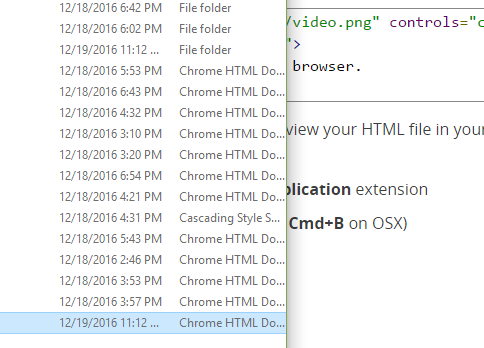 12/18/2016 6:42 PM File folder
12/18/2016 6:02 PM File folder
12/19/2016 11:12 ... File folder
12/18/2016 5:53 PM Chrome HTML Do...
12/18/2016 6:43 PM Chrome HTML Do...
12/18/2016 4:32 PM Chrome HTML Do...
12/18/2016 3:10 PM Chrome HTML Do...
12/18/2016 3:20 PM Chrome HTML Do...
12/18/2016 6:54 PM Chrome HTML Do...
12/18/2016 4:21 PM Chrome HTML Do...
12/18/2016 4:31 PM Cascading Style S...
12/18/2016 5:43 PM Chrome HTML Do...
12/18/2016 2:46 PM Chrome HTML Do...
12/18/2016 3:53 PM Chrome HTML Do...
12/18/2016 3:57 PM Chrome HTML Do...
12/19/2016 11:12 ... Chrome HTML Do...
/video.png" controls="c
">
browser.
view your HTML file in your
plication extension
Cmd+B on OSX)